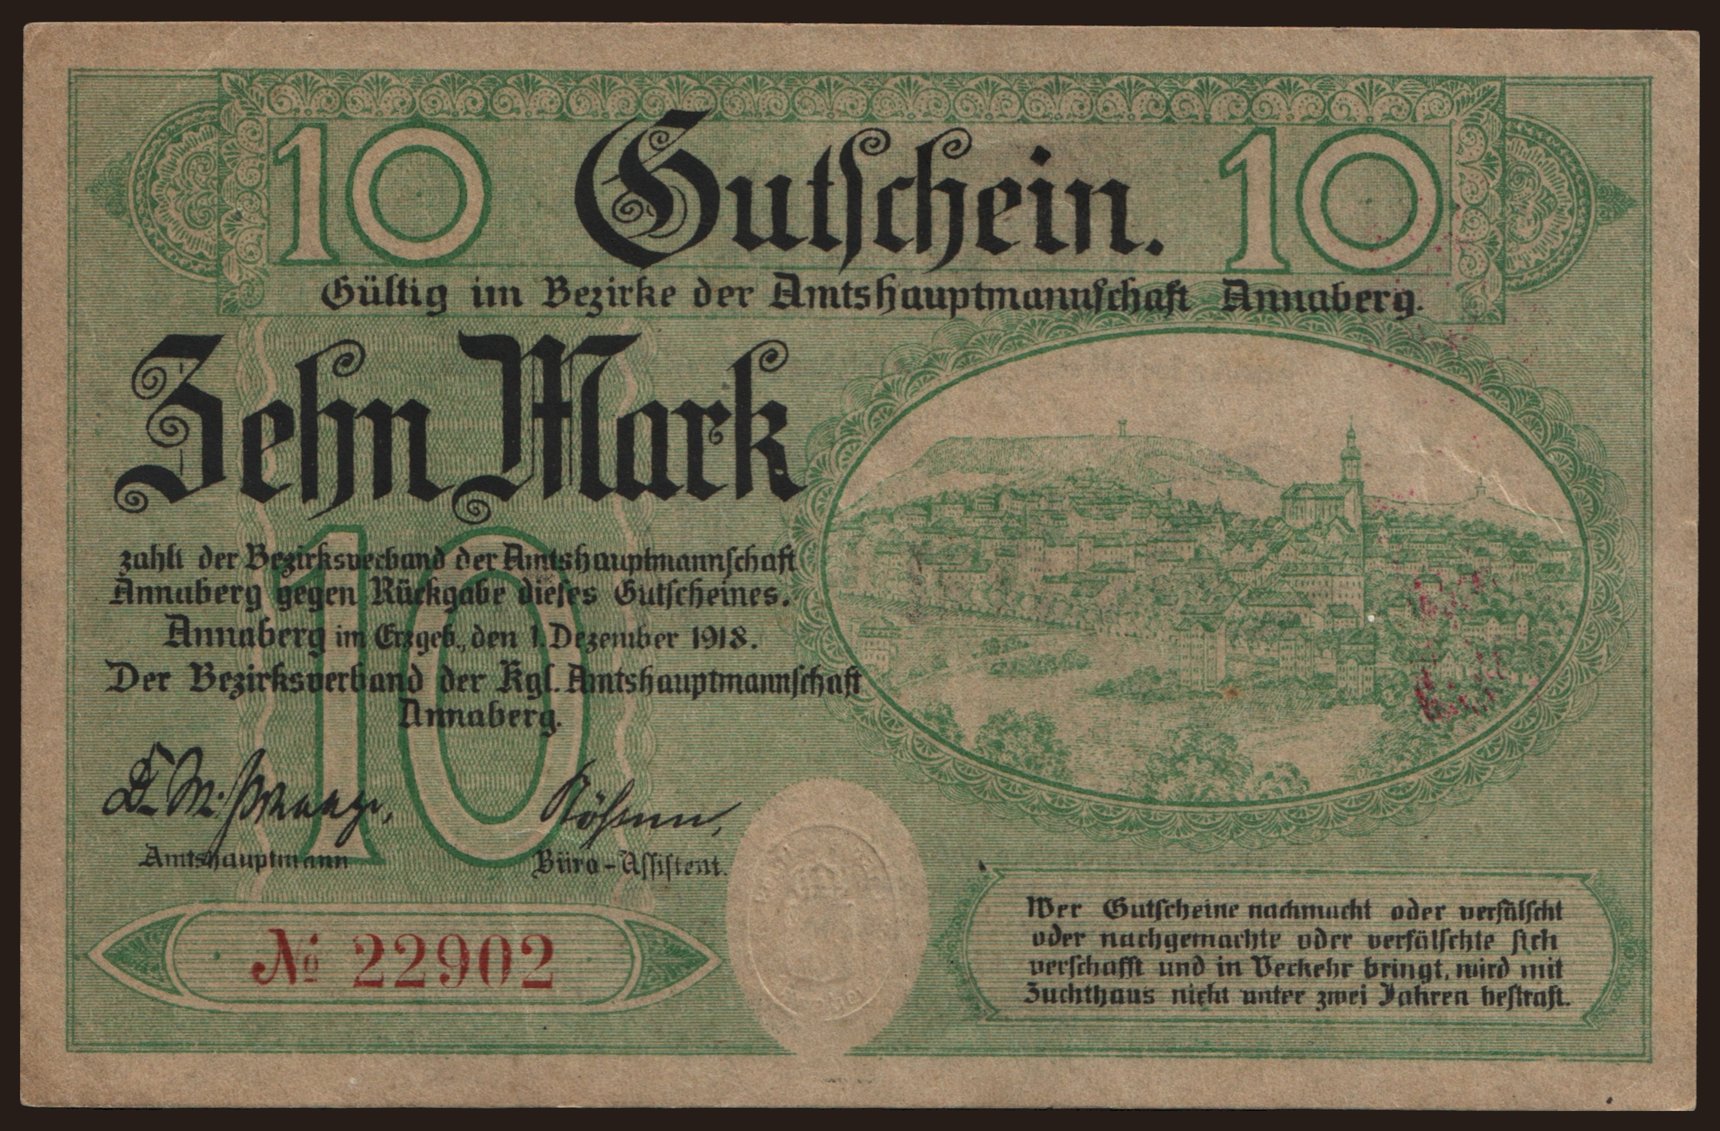 10 Gutschein. 10
Gültig im Bezirke der Amtshauptmannschaft Annaberg.
Zehn Mark
10
zahlt der Bezirksverband der Amtshauptmannschaft
Annaberg gegen Rückgabe dieses Gutscheines.
Annaberg im Erzgeb., den 1. Dezember 1918.
Der Bezirksverband der Kgl. Amtshauptmannschaft
Annaberg.
Amtshauptmann
Büro-Assistent.
№ 22902
Wer Gutscheine nachmacht oder verfälscht
oder nachgemachte oder verfälschte sich
verschafft und in Verkehr bringt, wird mit
Zuchthaus nicht unter zwei Jahren bestraft.